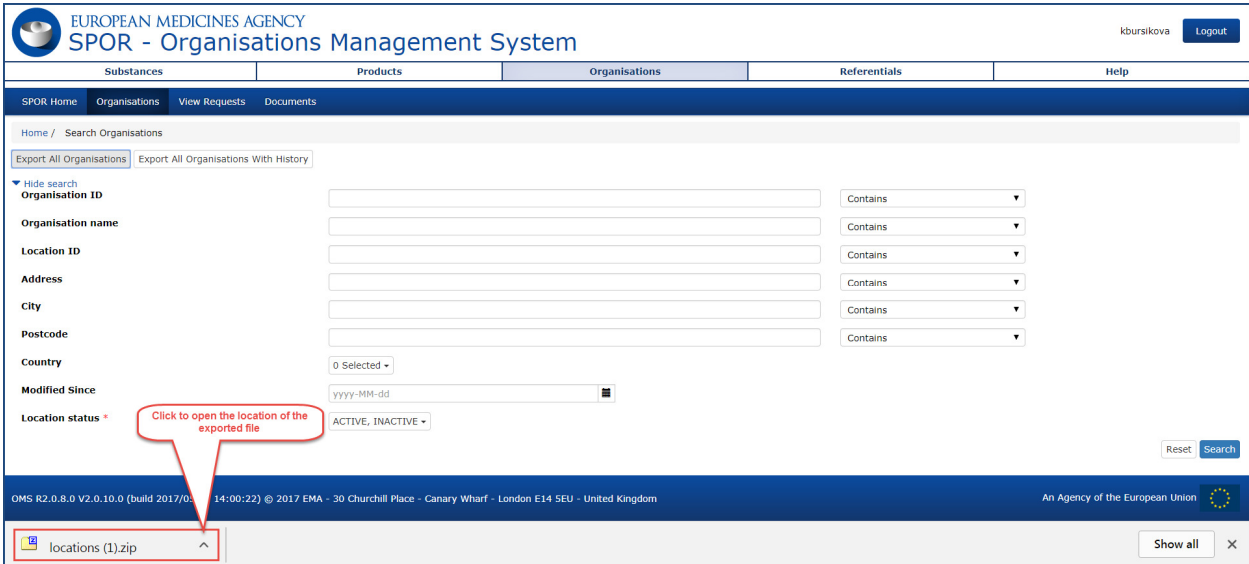 EUROPEAN MEDICINES AGENCY
SPOR - Organisations Management System
kbursikova Logout
Substances Products Organisations Referentials Help
SPOR Home Organisations View Requests Documents
Home / Search Organisations
Export All Organisations Export All Organisations With History
Hide search
Organisation ID Contains
Organisation name Contains
Location ID Contains
Address Contains
City Contains
Postcode Contains
Country 0 Selected
Modified Since yyyy-MM-dd
Location status * ACTIVE, INACTIVE
Click to open the location of the
exported file
Reset Search
OMS R2.0.8.0 V2.0.10.0 (build 14:00:22) © 2017 EMA - 30 Churchill Place - Canary Wharf - London E14 5EU - United Kingdom An Agency of the European Union
locations (1).zip Show all